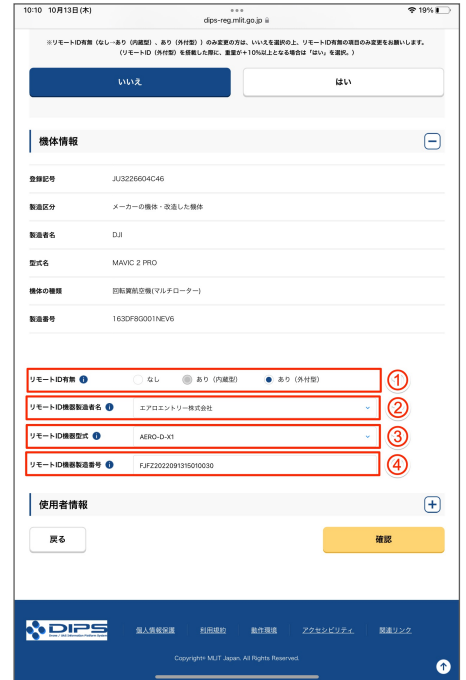 10:10 10月13日(木)
19%
dips-reg.mlit.go.jp
※リモートID有無（なし→あり（内蔵型）、あり（外付型））のみ変更の方は、いいえを選択の上、リモートID有無の項目のみ変更をお願いします。
（リモートID（外付型）を搭載した際に、重量が+10%以上となる場合は「はい」を選択。）
いいえ はい
機体情報
登録記号 JU3226604C46
製造区分 メーカーの機体・改造した機体
製造者名 DJI
型式名 MAVIC 2 PRO
機体の種類 回転翼航空機(マルチローター)
製造番号 163DF8G001NEV6
リモートID有無 なし あり（内蔵型） あり（外付型） ①
リモートID機器製造者名 エアロエントリー株式会社 ②
リモートID機器型式 AERO-D-X1 ③
リモートID機器製造番号 FJFZ2022091315010030 ④
使用者情報
戻る 確認
DIPS
個人情報保護 利用規約 動作環境 アクセシビリティ 関連リンク
Copyright© MLIT Japan. All Rights Reserved.